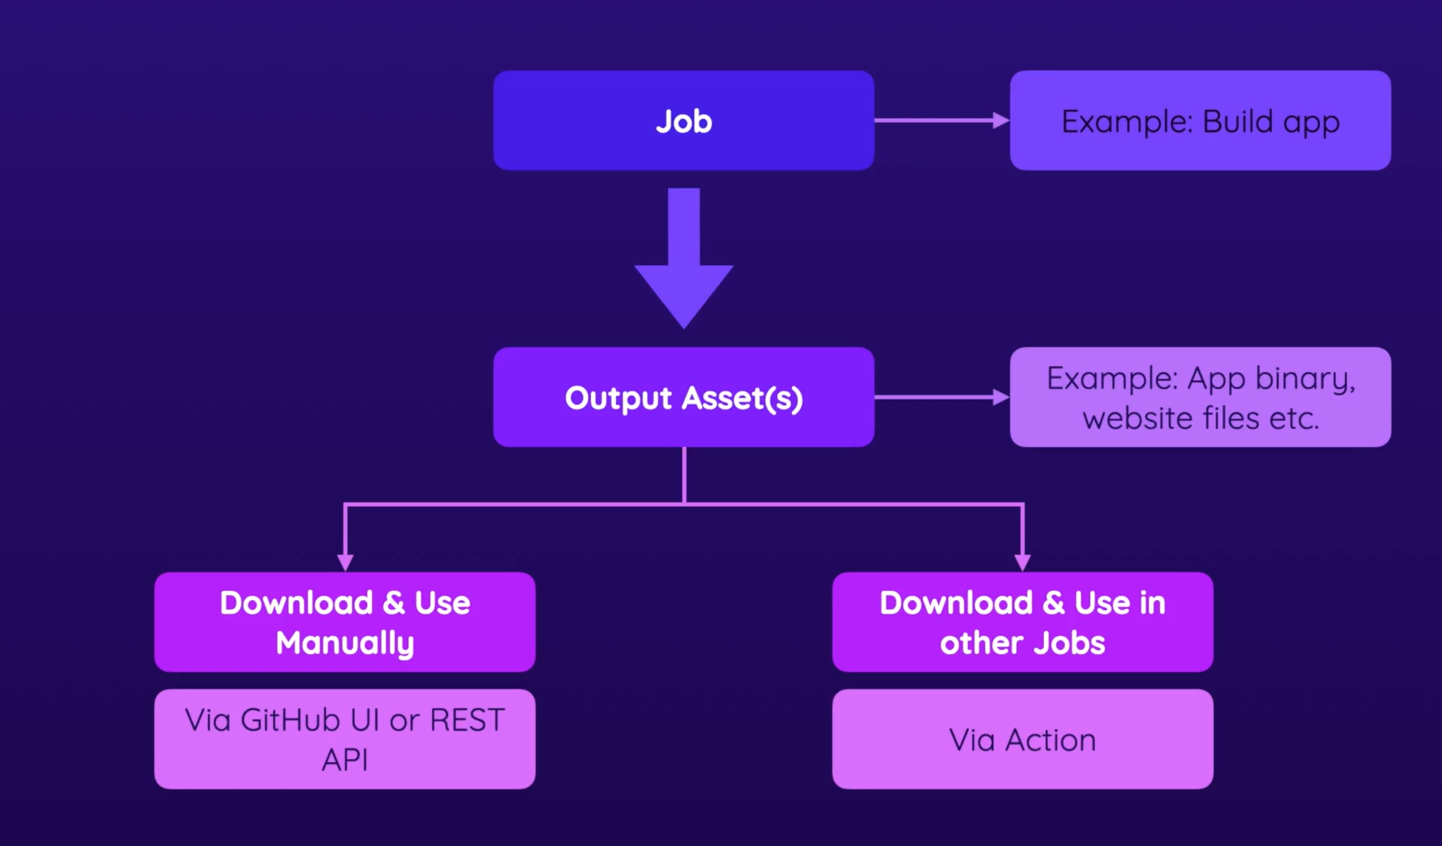 Job
Example: Build app
Output Asset(s)
Example: App binary,
website files etc.
Download & Use
Manually
Via GitHub UI or REST
API
Download & Use in
other Jobs
Via Action